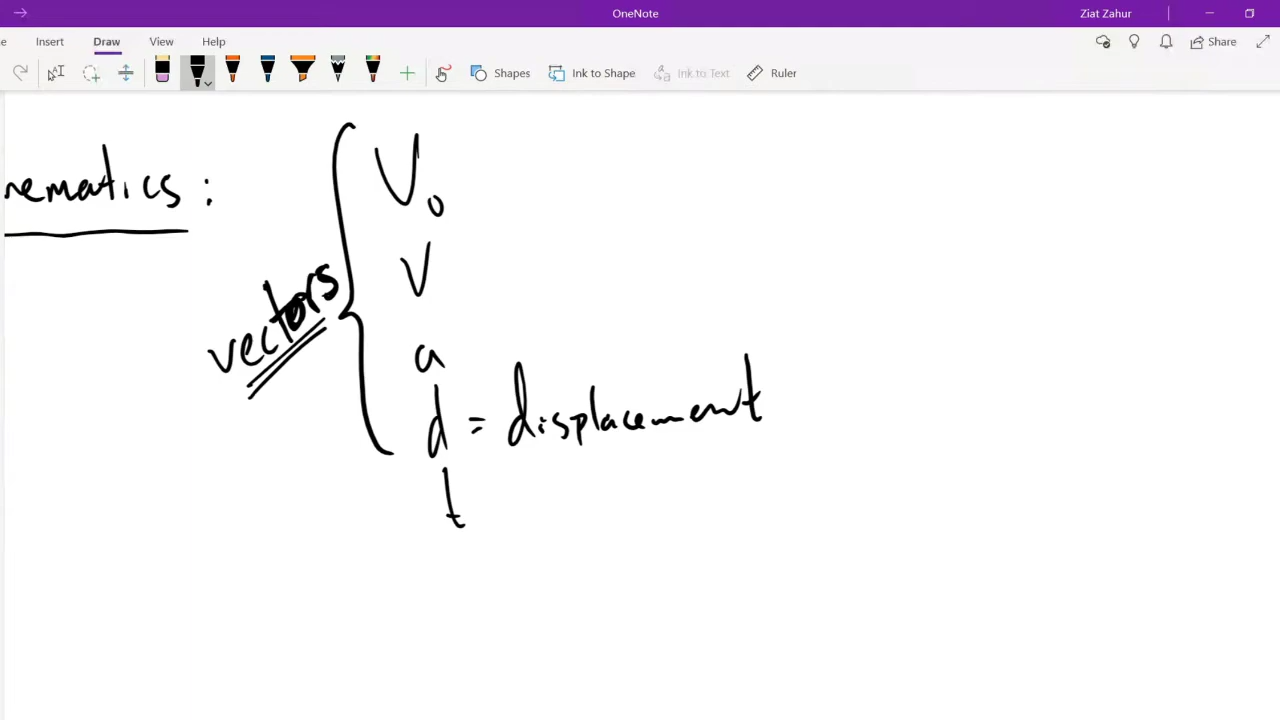 OneNote
Ziat Zahur
Insert Draw View Help
Share
Shapes Ink to Shape Ink to Text Ruler
nematics:
vectors
V₀
V
a
d = displacement
t